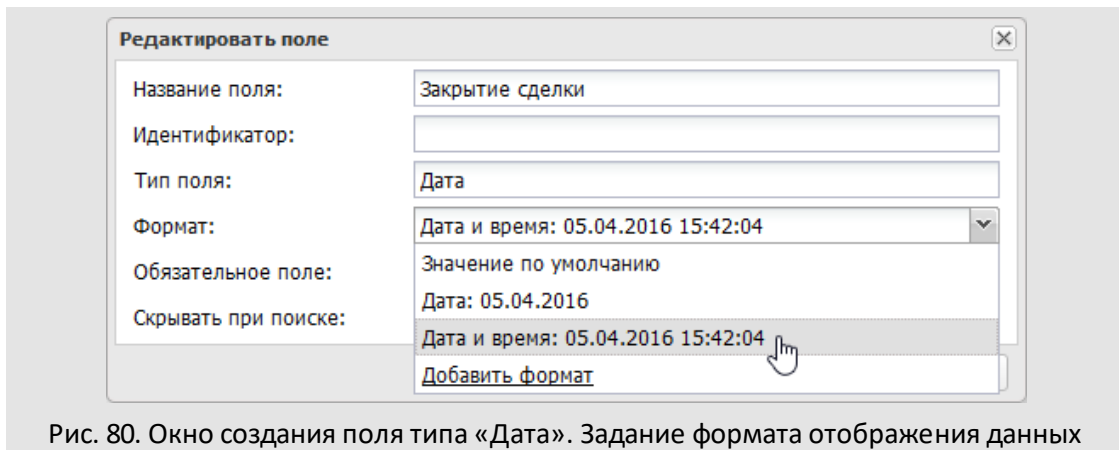 Редактировать поле
Название поля: Закрытие сделки
Идентификатор:
Тип поля: Дата
Формат: Дата и время: 05.04.2016 15:42:04
Обязательное поле: Значение по умолчанию
Дата: 05.04.2016
Скрывать при поиске:
Дата и время: 05.04.2016 15:42:04
Добавить формат
Рис. 80. Окно создания поля типа «Дата». Задание формата отображения данных